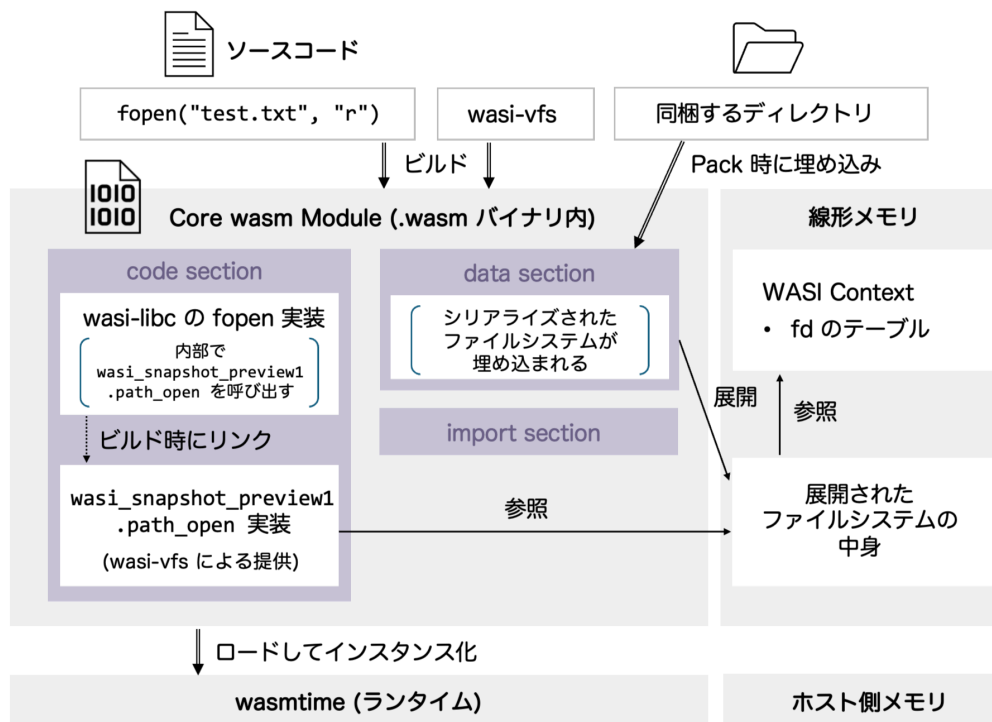 ソースコード
fopen("test.txt", "r")
wasi-vfs
同梱するディレクトリ
ビルド
Pack 時に埋め込み
1010
1010
Core wasm Module (.wasm バイナリ内)
線形メモリ
code section
data section
wasi-libc の fopen 実装
内部で
wasi_snapshot_preview1
.path_open を呼び出す
シリアライズされた
ファイルシステムが
埋め込まれる
WASI Context
• fd のテーブル
展開
参照
import section
ビルド時にリンク
wasi_snapshot_preview1
.path_open 実装
(wasi-vfs による提供)
参照
展開された
ファイルシステムの
中身
ロードしてインスタンス化
wasmtime (ランタイム)
ホスト側メモリ